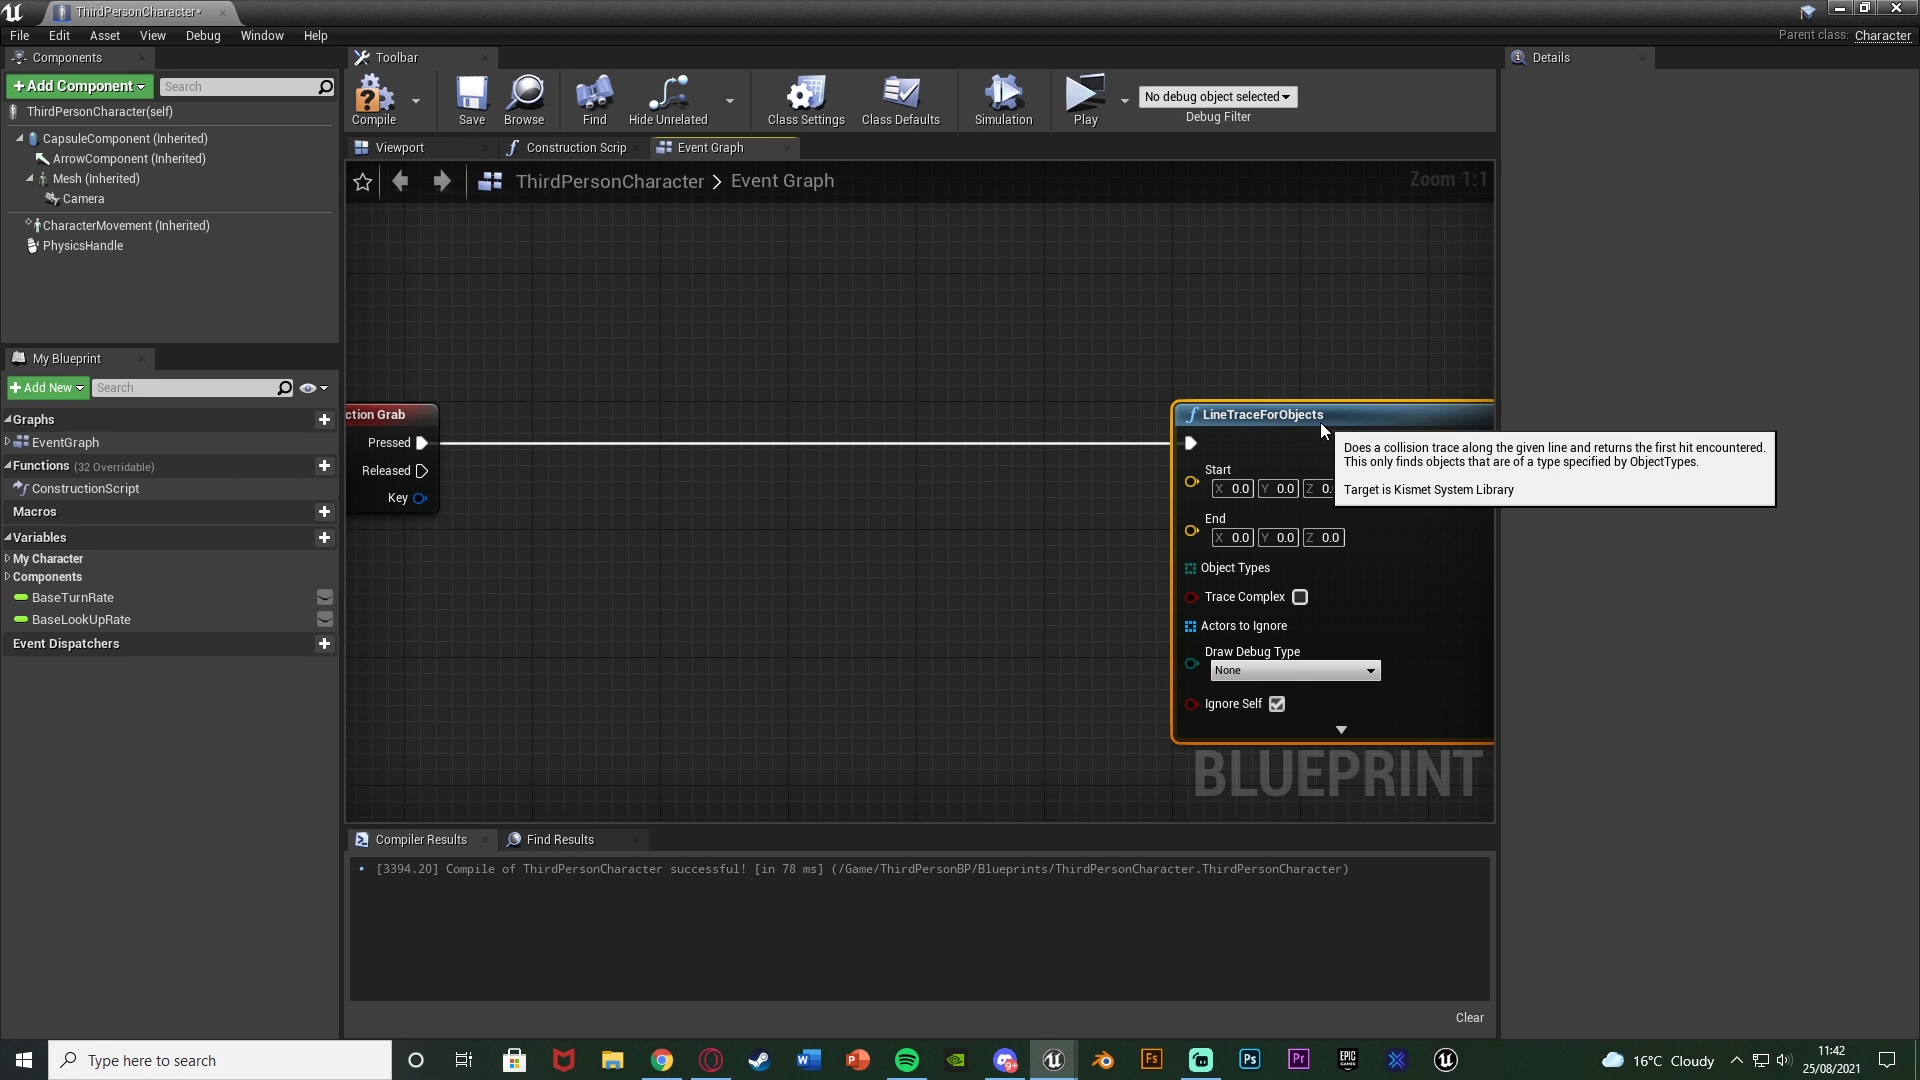 ThirdPersonCharacter*
File Edit Asset View Debug Window Help
Parent class: Character
Components
Add Component
Search
ThirdPersonCharacter(self)
CapsuleComponent (Inherited)
ArrowComponent (Inherited)
Mesh (Inherited)
Camera
CharacterMovement (Inherited)
PhysicsHandle
My Blueprint
Add New
Search
Graphs
EventGraph
Functions (32 Overridable)
ConstructionScript
Macros
Variables
My Character
Components
BaseTurnRate
BaseLookUpRate
Event Dispatchers
Toolbar
Compile
Save
Browse
Find
Hide Unrelated
Class Settings
Class Defaults
Simulation
Play
No debug object selected
Debug Filter
Viewport
Construction Scrip
Event Graph
ThirdPersonCharacter > Event Graph
Zoom 1:1
ction Grab
Pressed
Released
Key
LineTraceForObjects
Start
X 0.0 Y 0.0 Z 0.
End
X 0.0 Y 0.0 Z 0.0
Object Types
Trace Complex
Actors to Ignore
Draw Debug Type
None
Ignore Self
Does a collision trace along the given line and returns the first hit encountered.
This only finds objects that are of a type specified by ObjectTypes.
Target is Kismet System Library
BLUEPRINT
Compiler Results
Find Results
[3394.20] Compile of ThirdPersonCharacter successful! [in 78 ms] (/Game/ThirdPersonBP/Blueprints/ThirdPersonCharacter.ThirdPersonCharacter)
Clear
Details
Type here to search
16°C Cloudy
11:42
25/08/2021